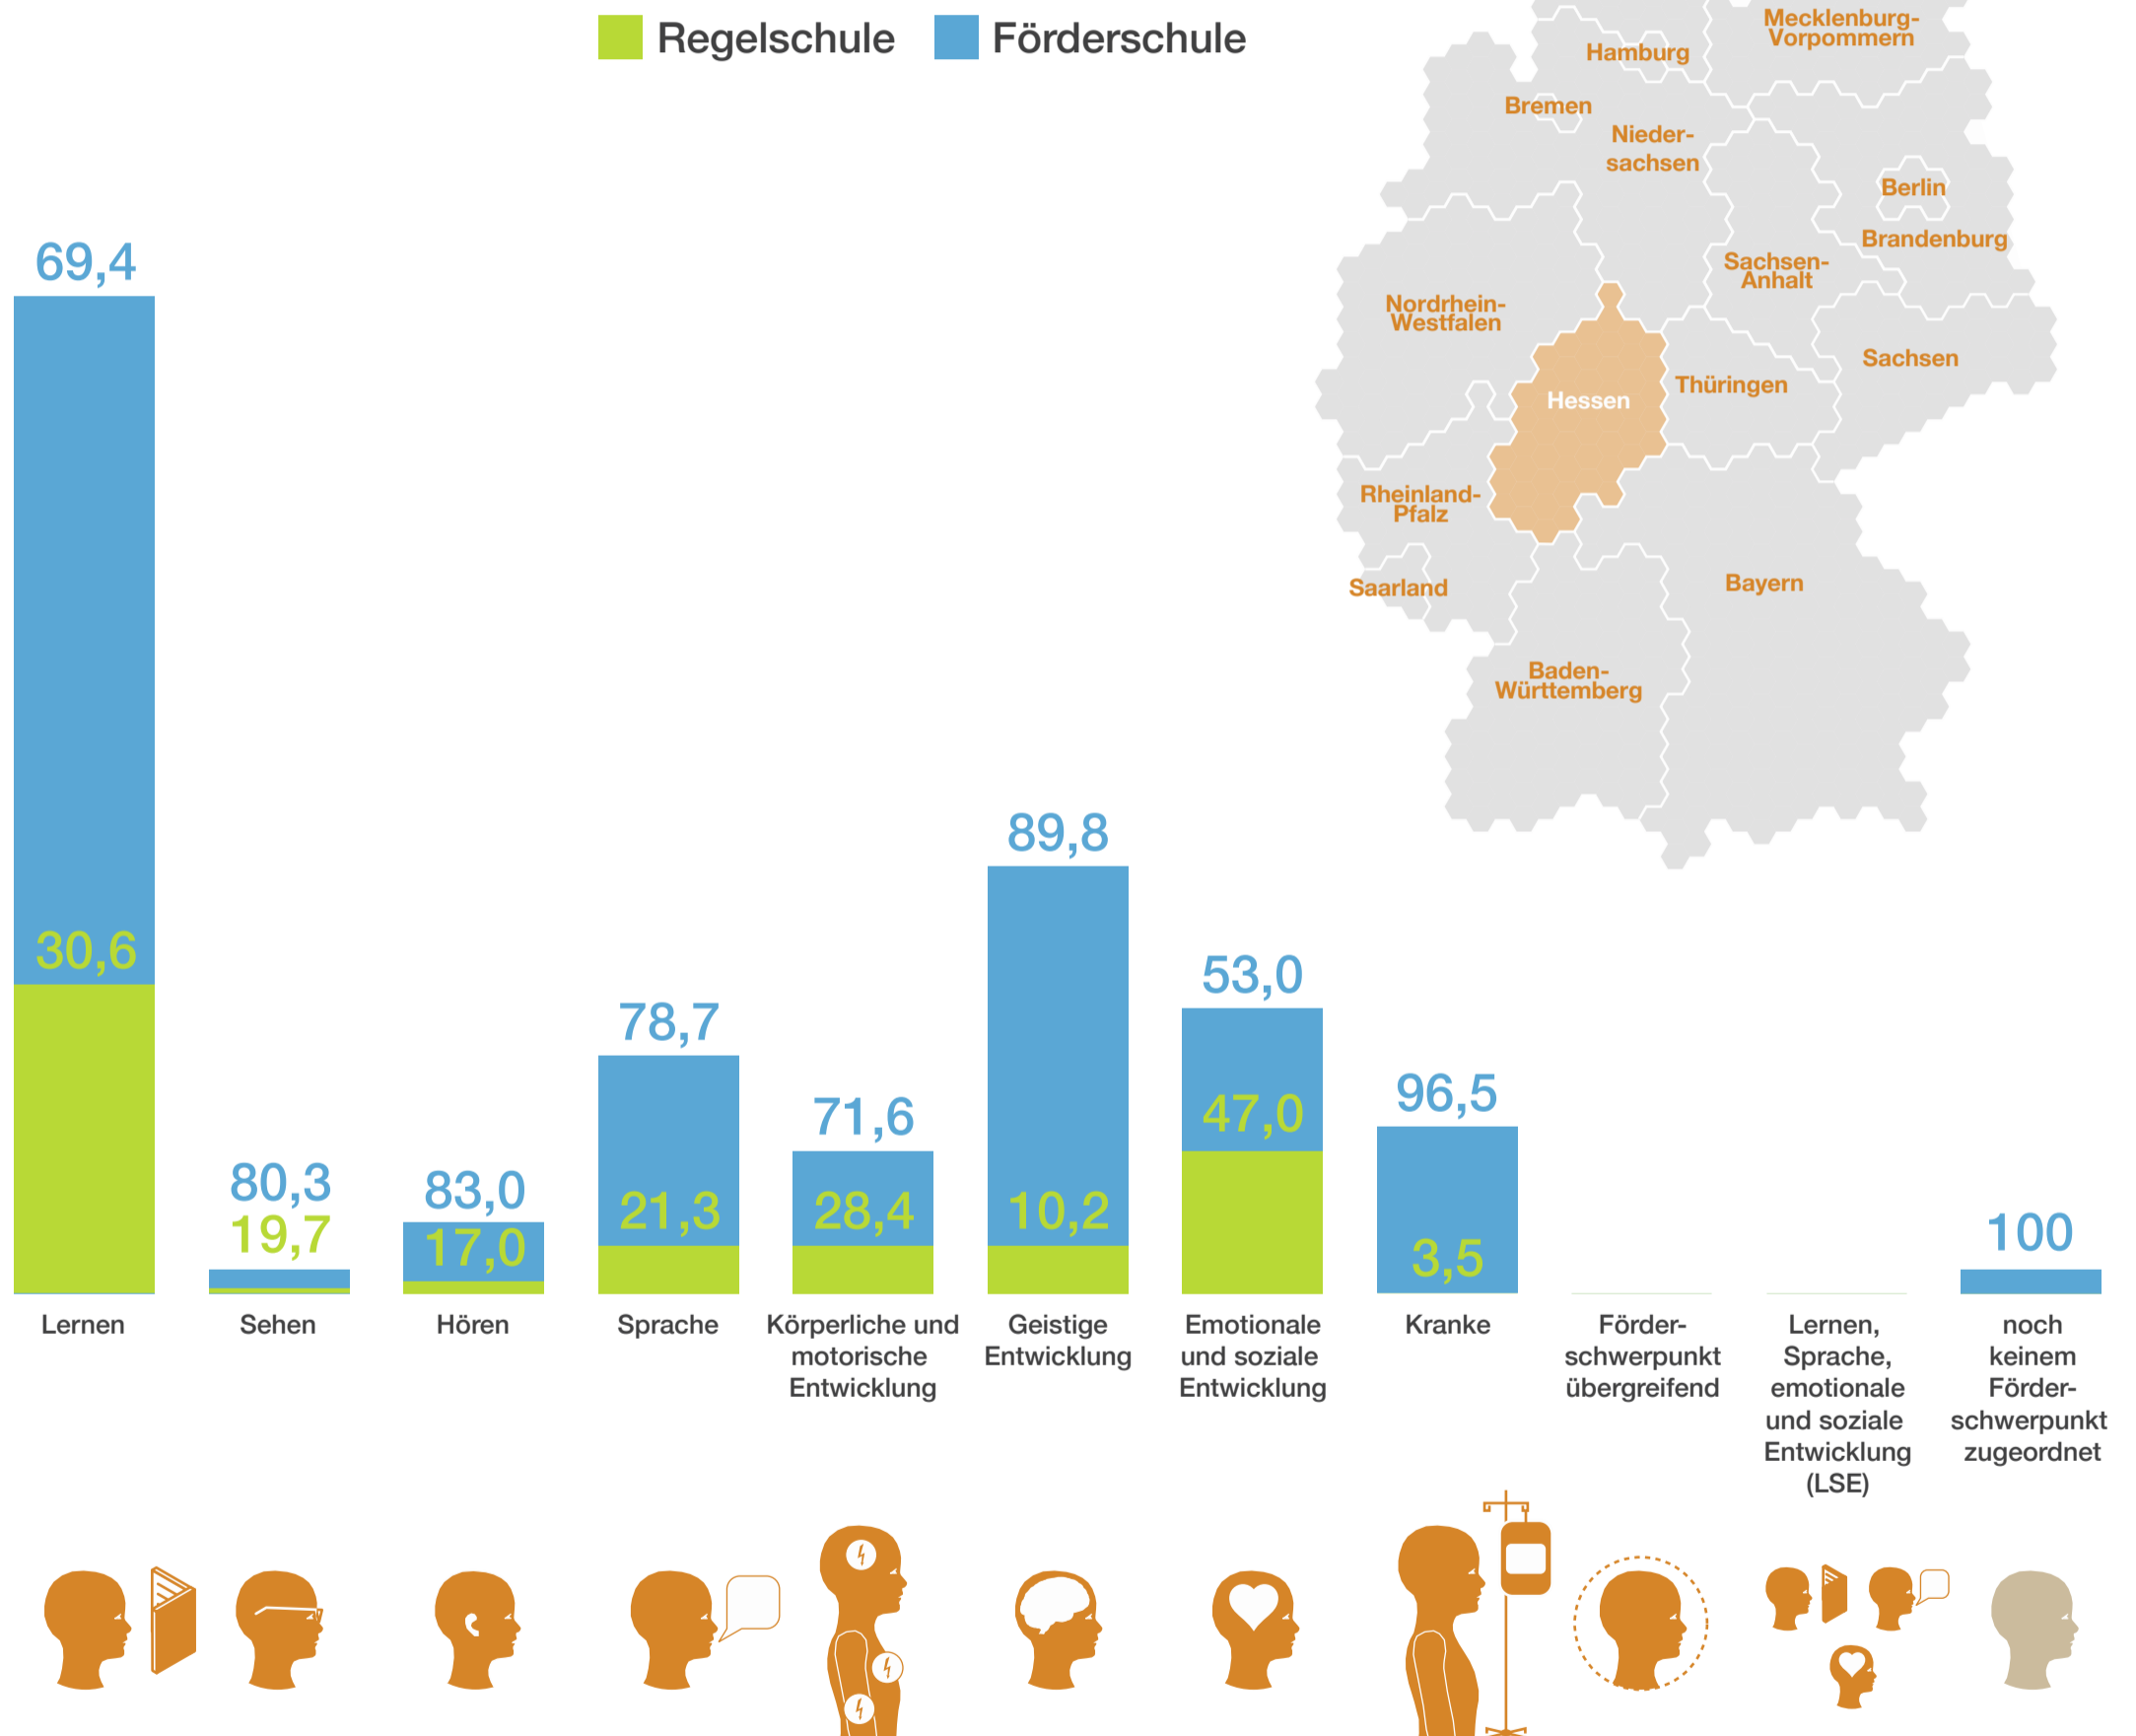 Regelschule
Förderschule
Mecklenburg-
Vorpommern
Hamburg
Bremen
Nieder-
sachsen
Berlin
Brandenburg
Sachsen-
Anhalt
Nordrhein-
Westfalen
Sachsen
Thüringen
Hessen
Rheinland-
Pfalz
Saarland
Bayern
Baden-
Württemberg
69,4
30,6
80,3
19,7
83,0
17,0
78,7
21,3
71,6
28,4
89,8
10,2
53,0
47,0
96,5
3,5
100
Lernen
Sehen
Hören
Sprache
Körperliche und
motorische
Entwicklung
Geistige
Entwicklung
Emotionale
und soziale
Entwicklung
Kranke
Förder-
schwerpunkt
übergreifend
Lernen,
Sprache,
emotionale
und soziale
Entwicklung
(LSE)
noch
keinem
Förder-
schwerpunkt
zugeordnet